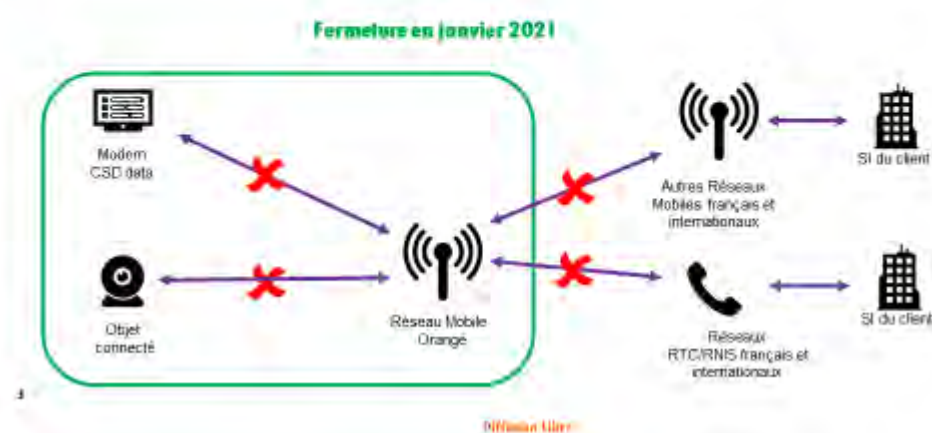 Fermeture en janvier 2021
Modem
CSD data
Objet
connecté
Réseau Mobile
Orange
Autres Réseaux
Mobiles français et
internationaux
SI du client
Réseaux
RTC/RNIS français et
internationaux
SI du client
Diffusion libre